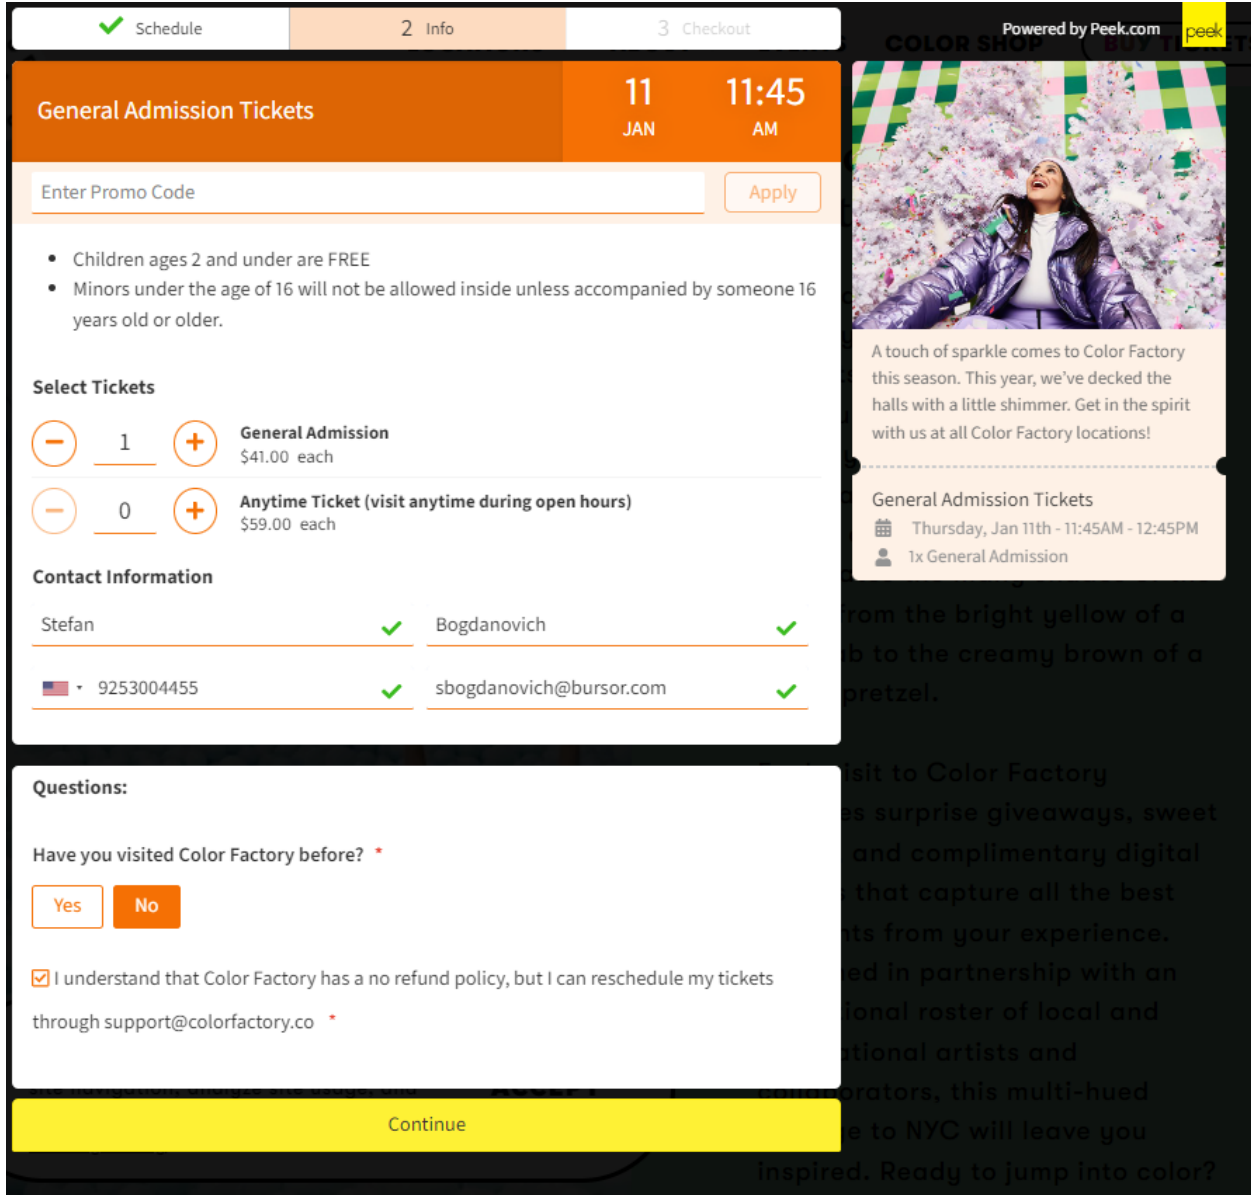 Schedule
2 Info
3 Checkout
Powered by Peek.com
peek
COLOR SHOP
General Admission Tickets
11
JAN
11:45
AM
Enter Promo Code
Apply
• Children ages 2 and under are FREE
• Minors under the age of 16 will not be allowed inside unless accompanied by someone 16
years old or older.
Select Tickets
1
General Admission
$41.00 each
0
Anytime Ticket (visit anytime during open hours)
$59.00 each
Contact Information
Stefan
Bogdanovich
9253004455
sbogdanovich@bursor.com
Questions:
Have you visited Color Factory before? *
Yes
No
I understand that Color Factory has a no refund policy, but I can reschedule my tickets
through support@colorfactory.co *
Continue
A touch of sparkle comes to Color Factory
this season. This year, we've decked the
halls with a little shimmer. Get in the spirit
with us at all Color Factory locations!
General Admission Tickets
Thursday, Jan 11th - 11:45AM - 12:45PM
1x General Admission
from the bright yellow of a
to the creamy brown of a
pretzel.
visit to Color Factory
surprise giveaways, sweet
and complimentary digital
that capture all the best
from your experience.
in partnership with an
roster of local and
artists and
collaborators, this multi-hued
to NYC will leave you
inspired. Ready to jump into color?